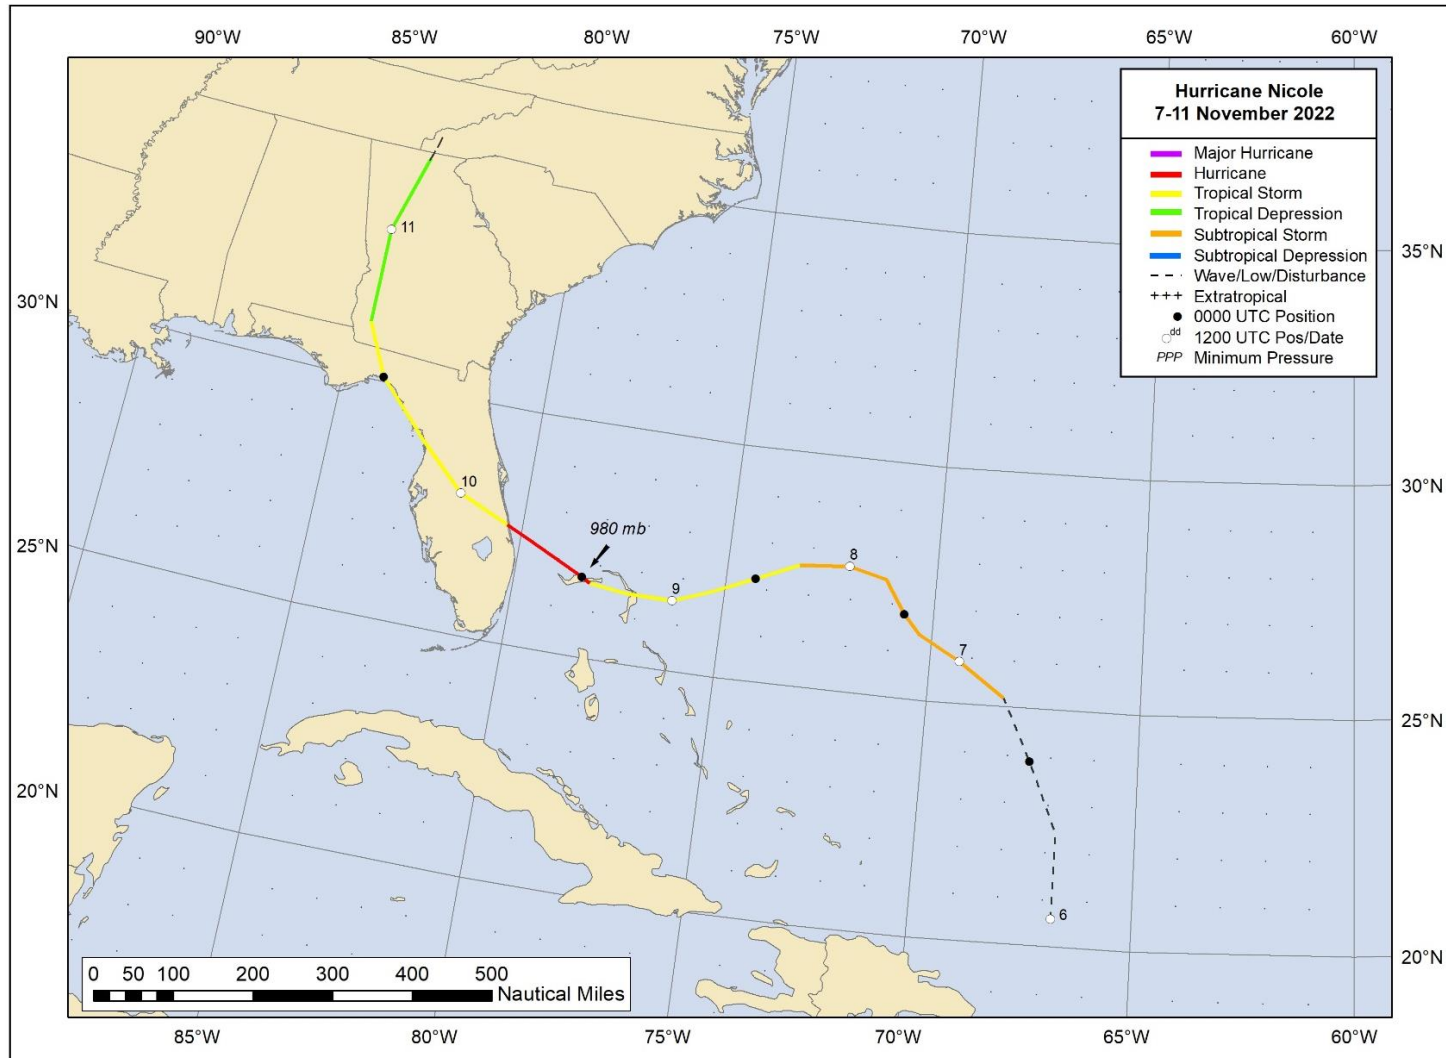 90°W 85°W 80°W 75°W 70°W 65°W 60°W
Hurricane Nicole
7-11 November 2022
Major Hurricane
Hurricane
Tropical Storm
Tropical Depression
Subtropical Storm
Subtropical Depression
Wave/Low/Disturbance
+++ Extratropical
0000 UTC Position
dd 1200 UTC Pos/Date
PPP Minimum Pressure
11
35°N
30°N
10
30°N
980 mb
25°N
8
9
7
25°N
20°N
6
20°N
0 50 100 200 300 400 500
Nautical Miles
85°W 80°W 75°W 70°W 65°W 60°W